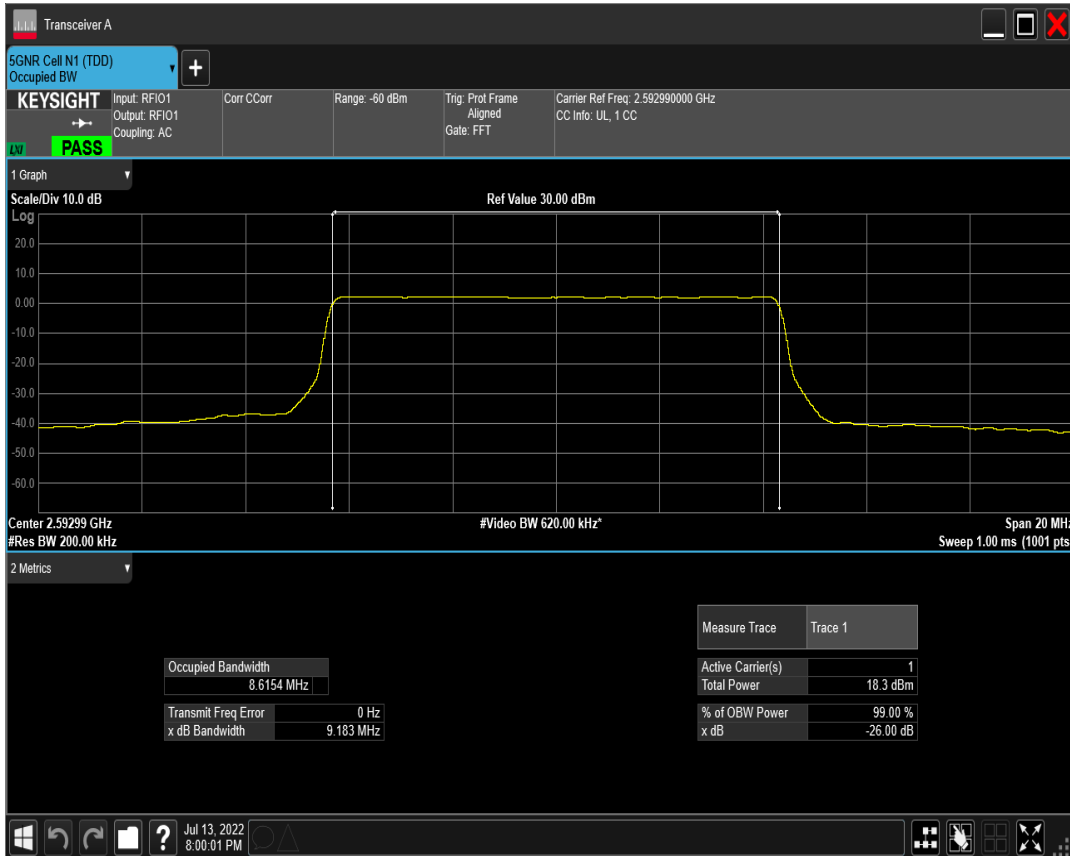 Transceiver A
5GNR Cell N1 (TDD)
Occupied BW
+
KEYSIGHT
LXI
PASS
Input: RFIO1
Output: RFIO1
Coupling: AC
Corr CCorr
Range: -60 dBm
Trig: Prot Frame
Aligned
Gate: FFT
Carrier Ref Freq: 2.592990000 GHz
CC Info: UL, 1 CC
1 Graph
Scale/Div 10.0 dB
Ref Value 30.00 dBm
Log
20.0
10.0
0.00
-10.0
-20.0
-30.0
-40.0
-50.0
-60.0
Center 2.59299 GHz
#Video BW 620.00 kHz*
Span 20 MHz
#Res BW 200.00 kHz
Sweep 1.00 ms (1001 pts
2 Metrics
Measure Trace Trace 1
Occupied Bandwidth
8.6154 MHz
Active Carrier(s) 1
Total Power 18.3 dBm
Transmit Freq Error 0 Hz
x dB Bandwidth 9.183 MHz
% of OBW Power 99.00 %
x dB -26.00 dB
?
Jul 13, 2022
8:00:01 PM